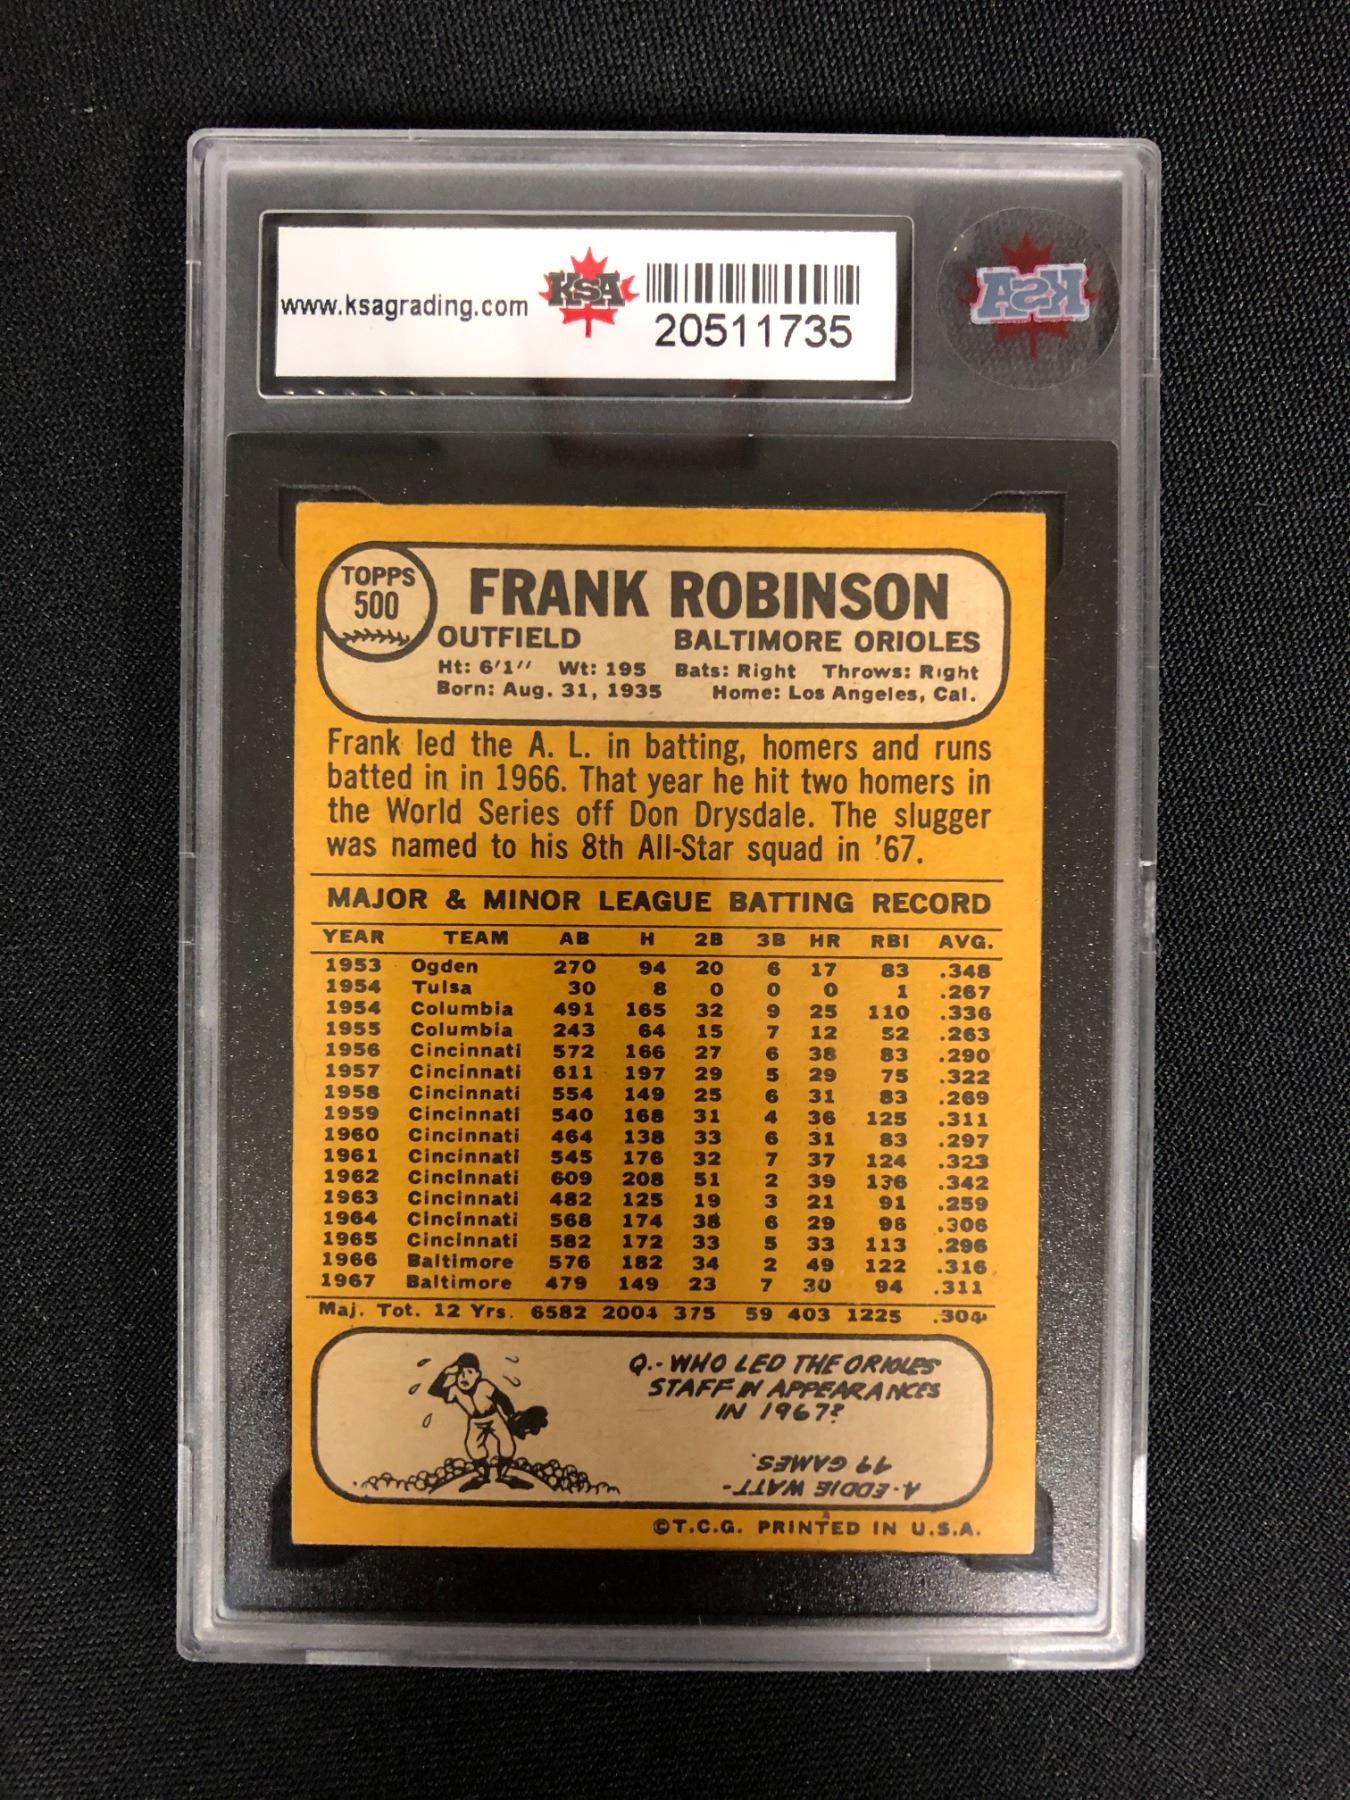 www.ksagrading.com
KSA
20511735
KSA
TOPPS
500
FRANK ROBINSON
OUTFIELD BALTIMORE ORIOLES
Ht: 6'1'' Wt: 195 Bats: Right Throws: Right
Born: Aug. 31, 1935 Home: Los Angeles, Cal.
Frank led the A. L. in batting, homers and runs
batted in in 1966. That year he hit two homers in
the World Series off Don Drysdale. The slugger
was named to his 8th All-Star squad in '67.
MAJOR & MINOR LEAGUE BATTING RECORD
YEAR TEAM AB H 2B 3B HR RBI AVG.
1953 Ogden 270 94 20 6 17 83 .348
1954 Tulsa 30 8 0 0 0 1 .267
1954 Columbia 491 165 32 9 25 110 .336
1955 Columbia 243 64 15 7 12 52 .263
1956 Cincinnati 572 166 27 6 38 83 .290
1957 Cincinnati 611 197 29 5 29 75 .322
1958 Cincinnati 554 149 25 6 31 83 .269
1959 Cincinnati 540 168 31 4 36 125 .311
1960 Cincinnati 464 138 33 6 31 83 .297
1961 Cincinnati 545 176 32 7 37 124 .323
1962 Cincinnati 609 208 51 2 39 136 .342
1963 Cincinnati 482 125 19 3 21 91 .259
1964 Cincinnati 568 174 38 6 29 96 .306
1965 Cincinnati 582 172 33 5 33 113 .296
1966 Baltimore 576 182 34 2 49 122 .316
1967 Baltimore 479 149 23 7 30 94 .311
Maj. Tot. 12 Yrs. 6582 2004 375 59 403 1225 .304
Q.- WHO LED THE ORIOLES
STAFF IN APPEARANCES
IN 1967?
A.- EDDIE WATT -
99 GAMES.
©T.C.G. PRINTED IN U.S.A.